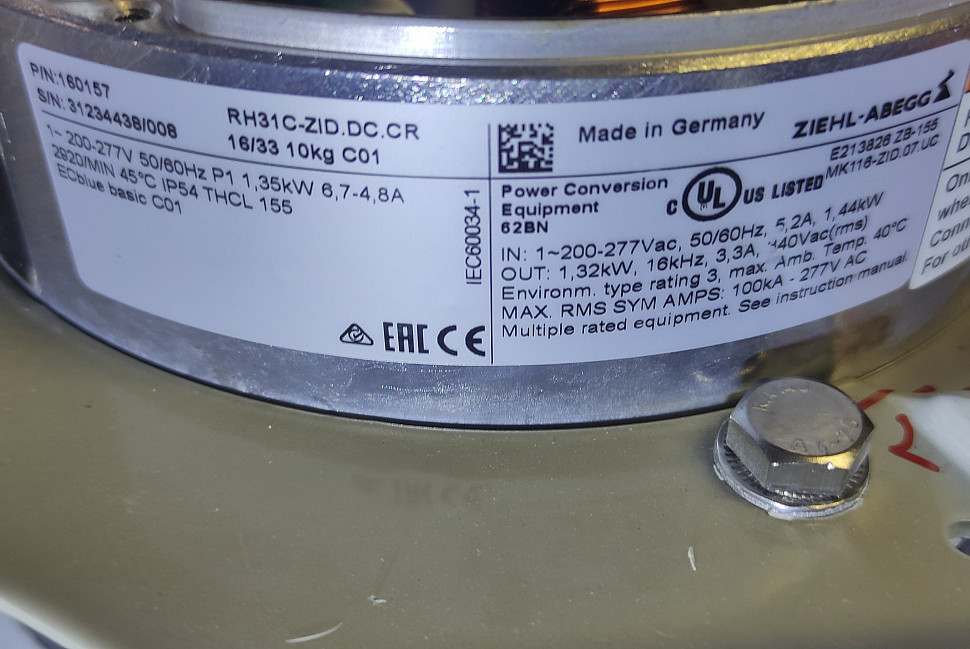 P/N:160157
S/N: 31234438/008
RH31C-ZID.DC.CR
16/33 10kg C01
1~ 200-277V 50/60Hz P1 1,35kW 6,7-4,8A
2920/MIN 45°C IP54 THCL 155
ECblue basic C01
IEC60034-1
EAC CE
Made in Germany
ZIEHL-ABEGG
E213826 ZB-155
MK116-ZID.07.UC
Power Conversion
Equipment
62BN
C UL US LISTED
IN: 1~200-277Vac, 50/60Hz, 5,2A, 1,44kW
OUT: 1,32kW, 16kHz, 3,3A, 40Vac(rms)
Environm. type rating 3, max. Amb. Temp. 40°C
MAX. RMS SYM AMPS: 100kA - 277V AC
Multiple rated equipment. See instruction manual.